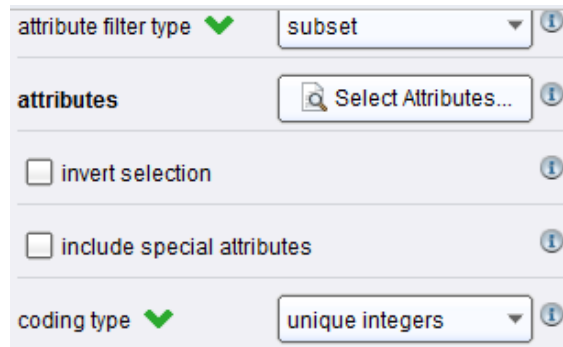 attribute filter type subset
attributes Select Attributes...
invert selection
include special attributes
coding type unique integers